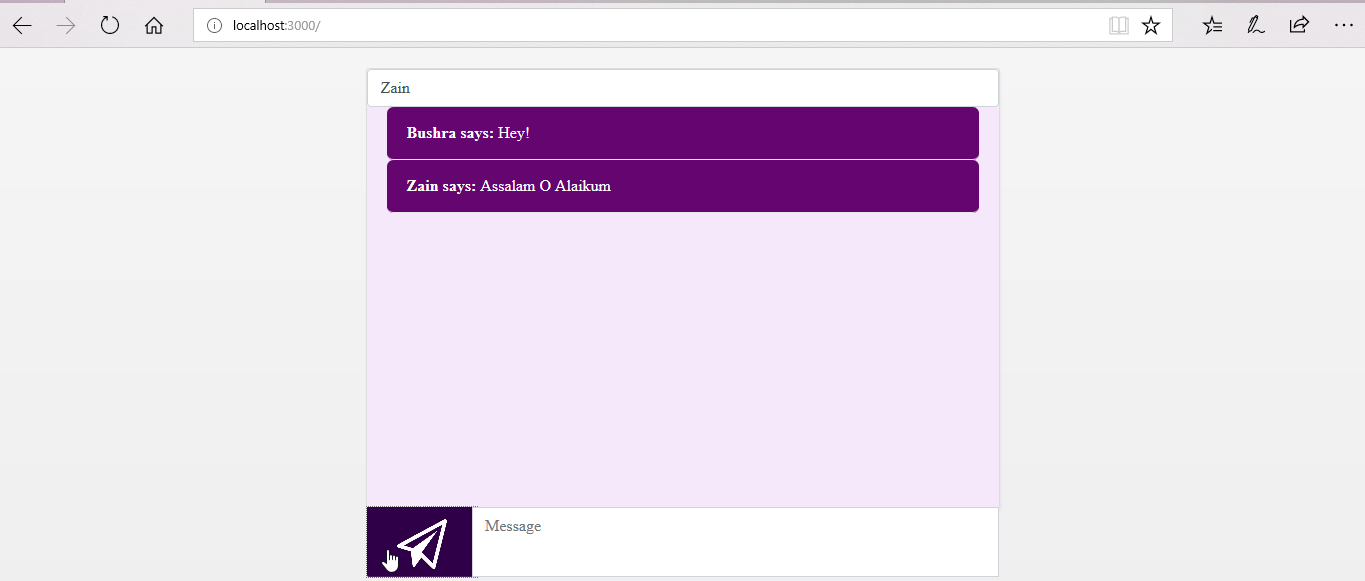 localhost:3000/
Zain
Bushra says: Hey!
Zain says: Assalam O Alaikum
Message